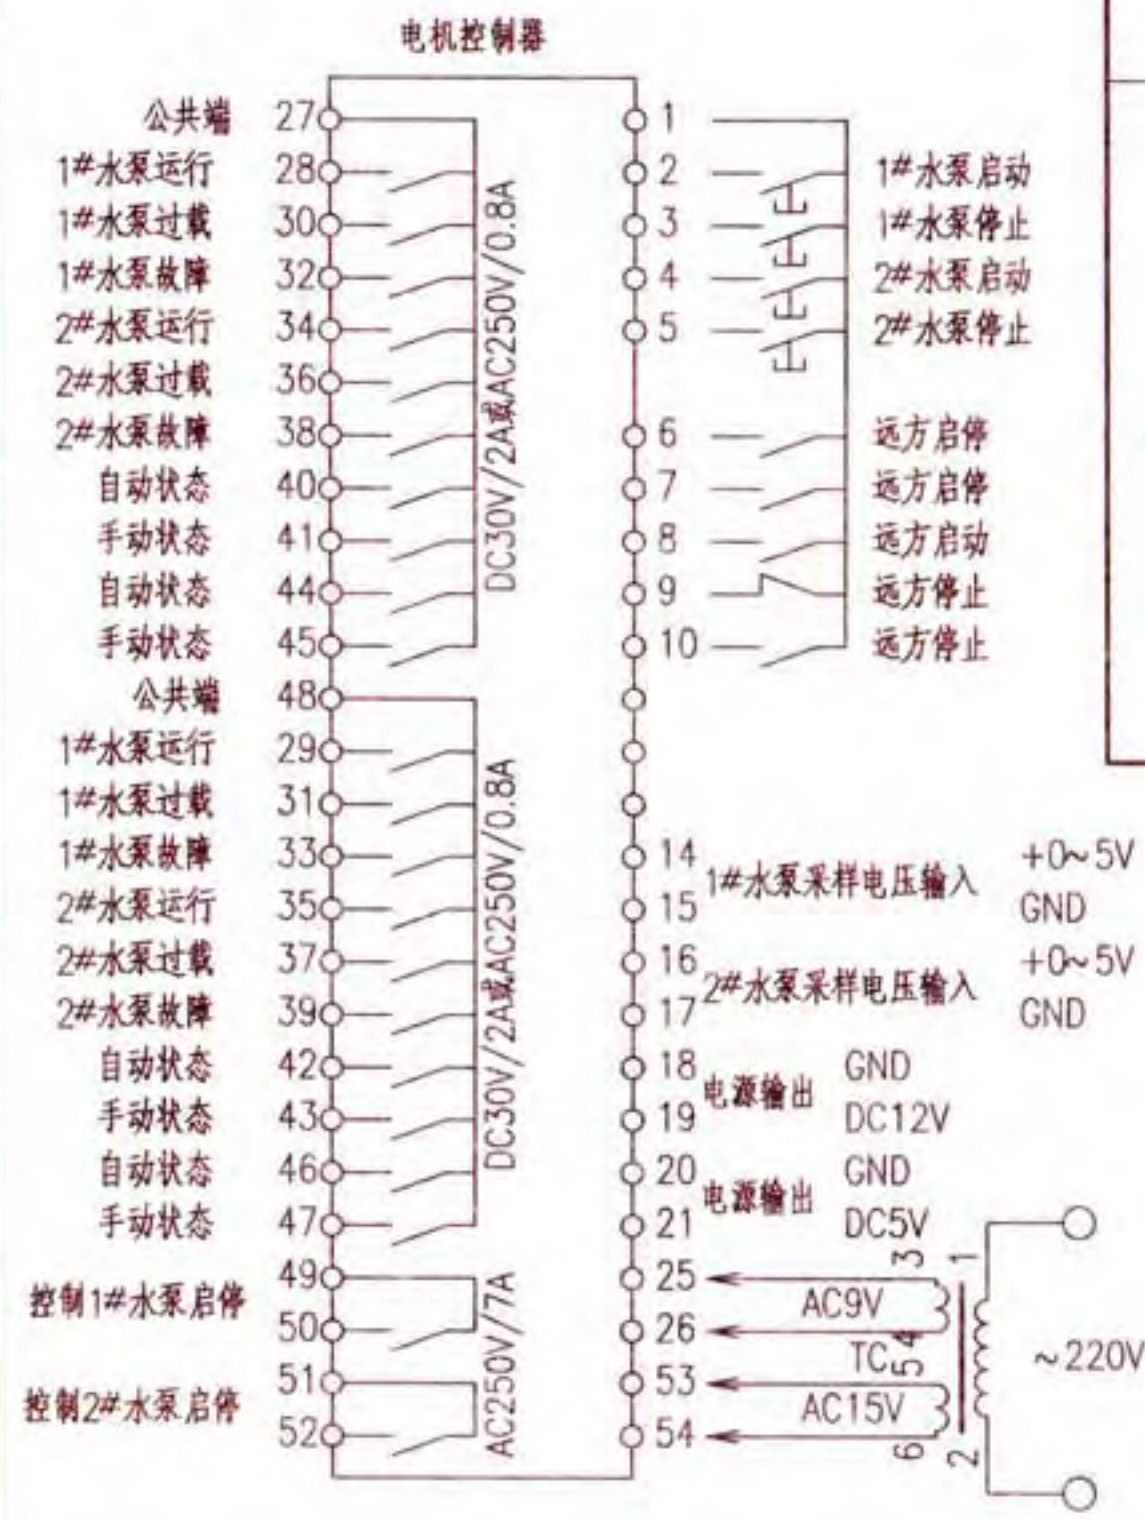 电机控制器
公共端 27
1#水泵运行 28
1#水泵过载 30
1#水泵故障 32
2#水泵运行 34
2#水泵过载 36
2#水泵故障 38
自动状态 40
手动状态 41
自动状态 44
手动状态 45
DC30V/2A或AC250V/0.8A
公共端 48
1#水泵运行 29
1#水泵过载 31
1#水泵故障 33
2#水泵运行 35
2#水泵过载 37
2#水泵故障 39
自动状态 42
手动状态 43
自动状态 46
手动状态 47
DC30V/2A或AC250V/0.8A
49
控制1#水泵启停
50
51
控制2#水泵启停
52
AC250V/7A
1
2 1#水泵启动
3 1#水泵停止
4 2#水泵启动
5 2#水泵停止
6 远方启停
7 远方启停
8 远方启动
9 远方停止
10 远方停止
14 +0~5V
1#水泵采样电压输入
15 GND
16 +0~5V
2#水泵采样电压输入
17 GND
18 GND
电源输出
19 DC12V
20 GND
电源输出
21 DC5V
25 3 1
AC9V
26 4
TC ~220V
53 5
AC15V
54 6 2